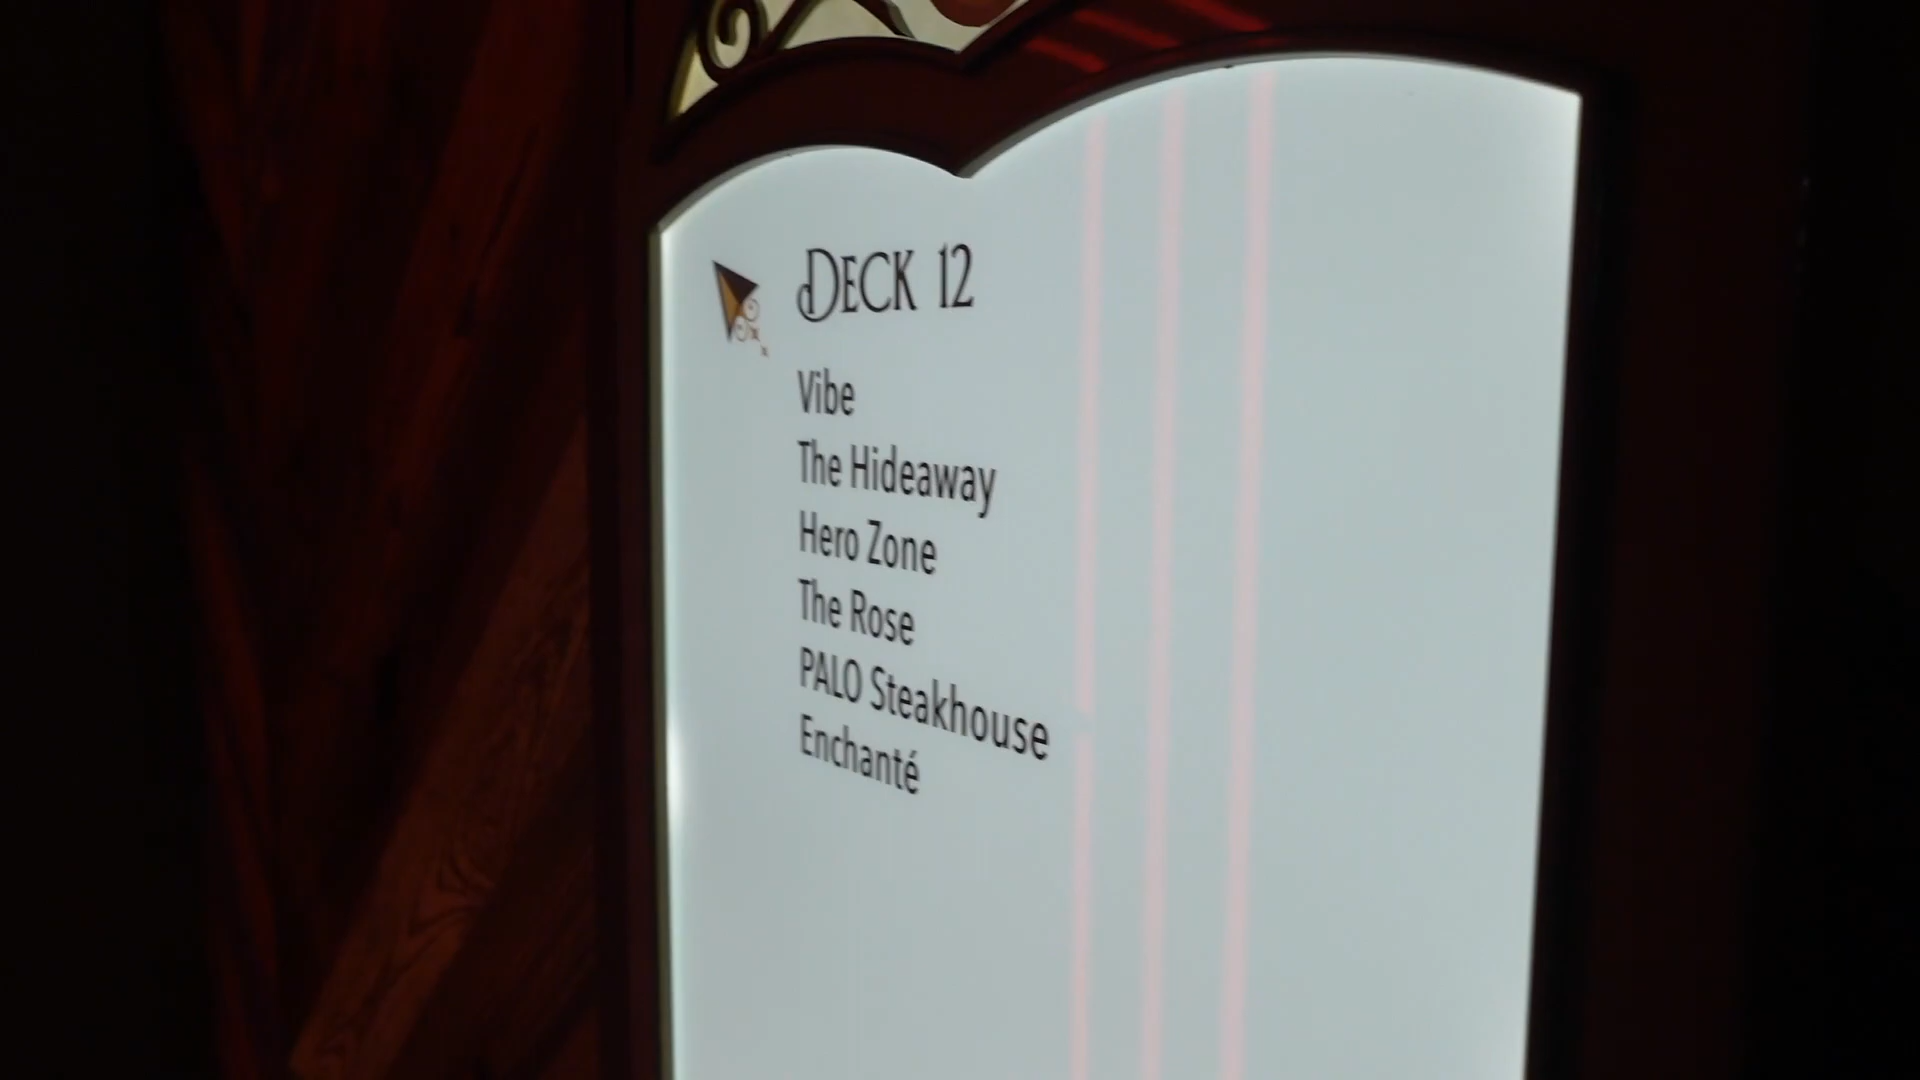 DECK 12
Vibe
The Hideaway
Hero Zone
The Rose
PALO Steakhouse
Enchanté